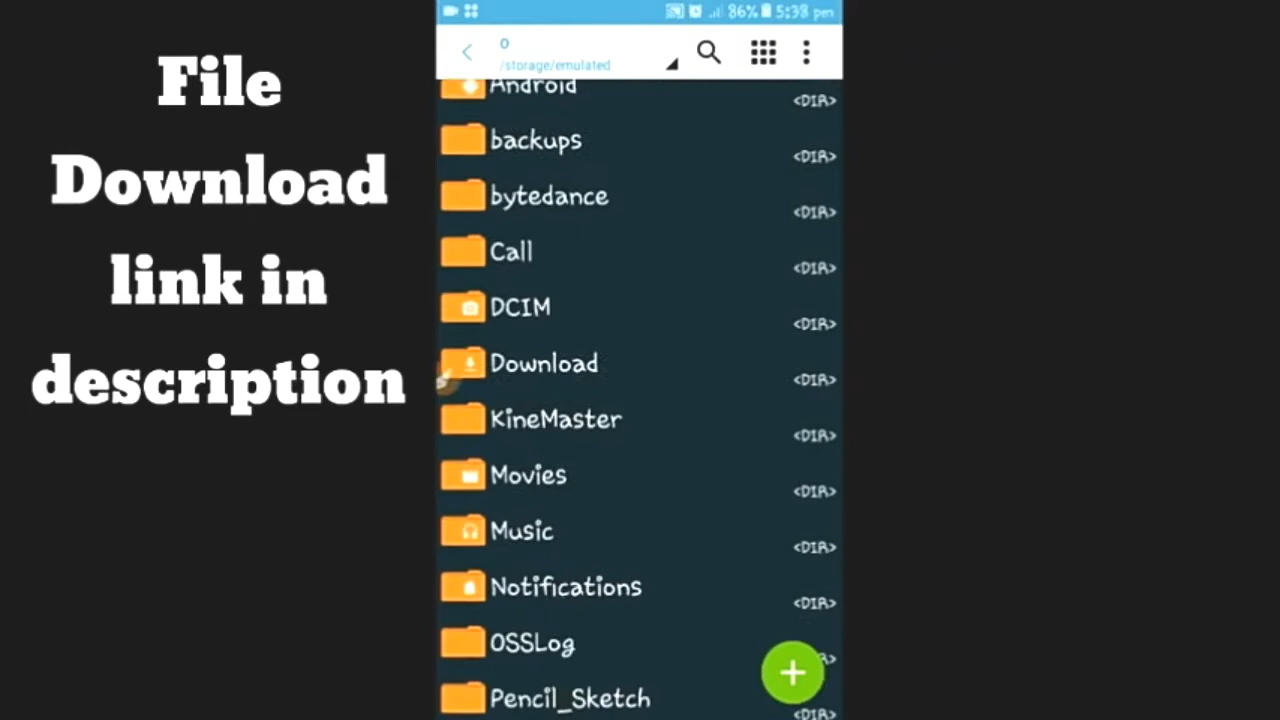 File
Download
link in
description
86% 5:38 pm
0
/storage/emulated
Android <DIR>
backups <DIR>
bytedance <DIR>
Call <DIR>
DCIM <DIR>
Download <DIR>
KineMaster <DIR>
Movies <DIR>
Music <DIR>
Notifications <DIR>
OSSLog
Pencil_Sketch <DIR>